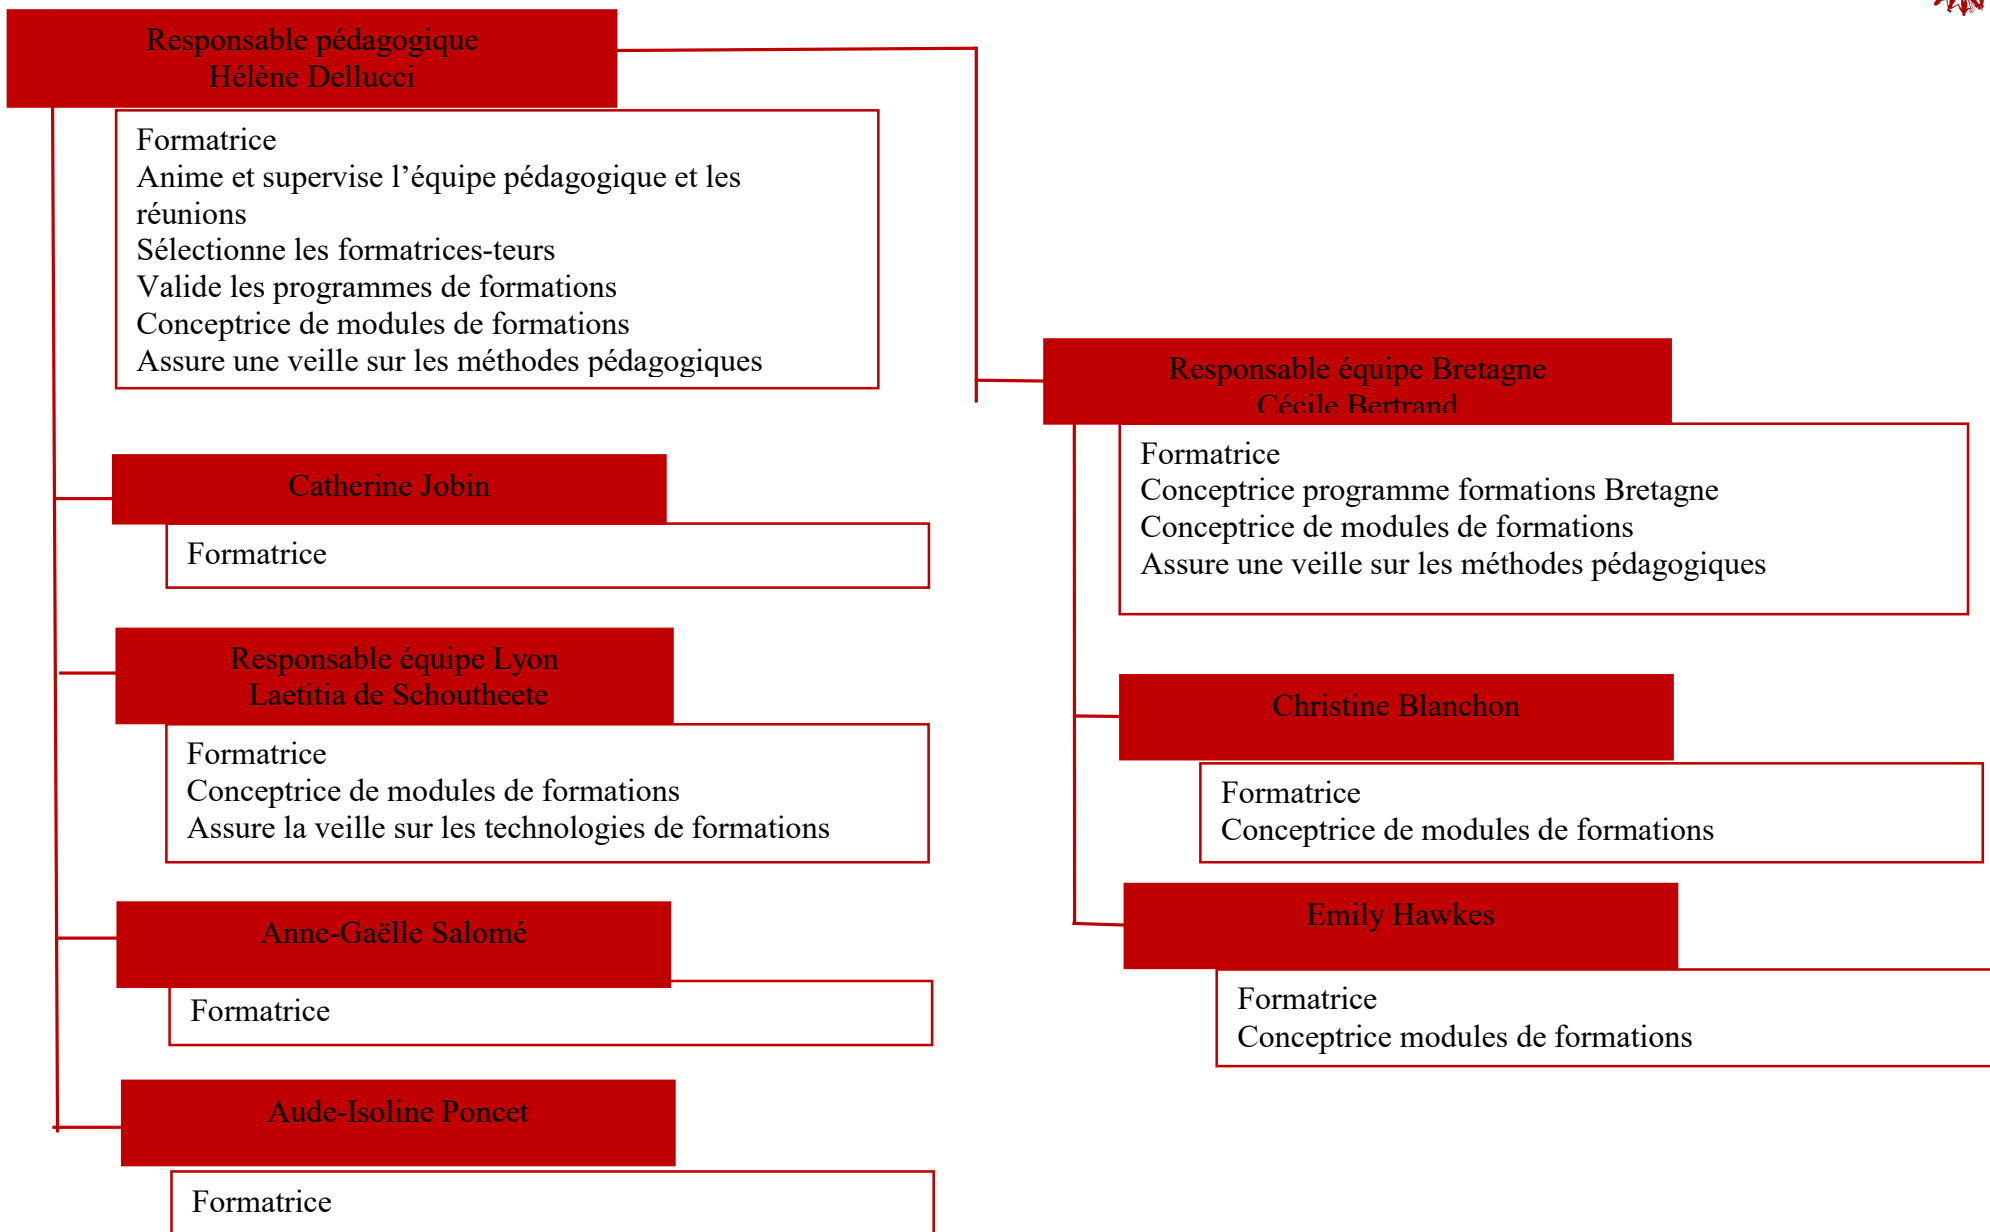 Responsable pédagogique
Hélène Dellucci
Formatrice
Anime et supervise l’équipe pédagogique et les
réunions
Sélectionne les formatrices-teurs
Valide les programmes de formations
Conceptrice de modules de formations
Assure une veille sur les méthodes pédagogiques
Catherine Jobin
Formatrice
Responsable équipe Lyon
Laetitia de Schoutheete
Formatrice
Conceptrice de modules de formations
Assure la veille sur les technologies de formations
Anne-Gaëlle Salomé
Formatrice
Aude-Isoline Poncet
Formatrice
Responsable équipe Bretagne
Cécile Bertrand
Formatrice
Conceptrice programme formations Bretagne
Conceptrice de modules de formations
Assure une veille sur les méthodes pédagogiques
Christine Blanchon
Formatrice
Conceptrice de modules de formations
Emily Hawkes
Formatrice
Conceptrice modules de formations